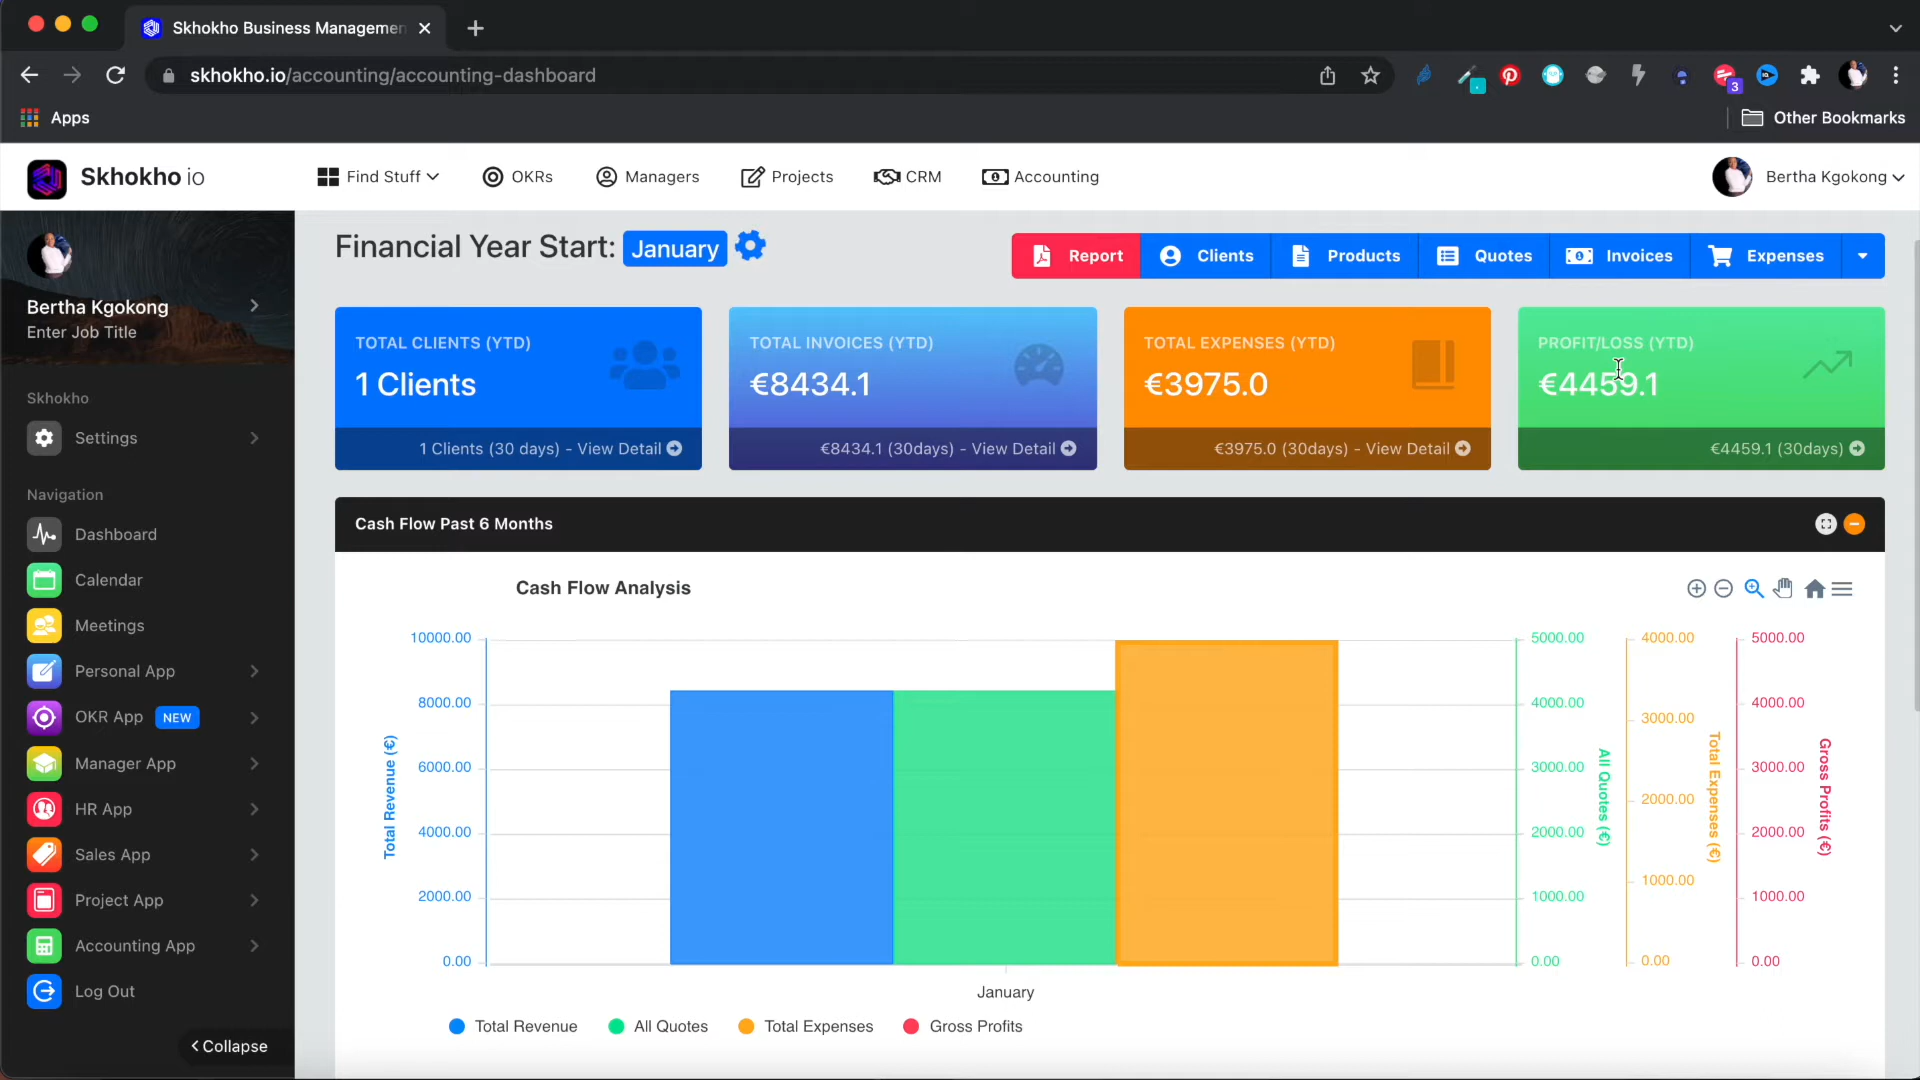 Skhokho Business Managemen
skhokho.io/accounting/accounting-dashboard
3
Apps
Other Bookmarks
Skhokho io
Find Stuff
OKRs
Managers
Projects
CRM
Accounting
Bertha Kgokong
Bertha Kgokong
Enter Job Title
Skhokho
Settings
Navigation
Dashboard
Calendar
Meetings
Personal App
OKR App NEW
Manager App
HR App
Sales App
Project App
Accounting App
Log Out
Collapse
Financial Year Start: January
Report
Clients
Products
Quotes
Invoices
Expenses
TOTAL CLIENTS (YTD)
1 Clients
1 Clients (30 days) - View Detail
TOTAL INVOICES (YTD)
€8434.1
€8434.1 (30days) - View Detail
TOTAL EXPENSES (YTD)
€3975.0
€3975.0 (30days) - View Detail
PROFIT/LOSS (YTD)
€4459.1
€4459.1 (30days)
Cash Flow Past 6 Months
Cash Flow Analysis
10000.00
8000.00
6000.00
4000.00
2000.00
0.00
Total Revenue (€)
5000.00
4000.00
3000.00
2000.00
1000.00
0.00
All Quotes (€)
4000.00
3000.00
2000.00
1000.00
0.00
Total Expenses (€)
5000.00
4000.00
3000.00
2000.00
1000.00
0.00
Gross Profits (€)
January
Total Revenue
All Quotes
Total Expenses
Gross Profits